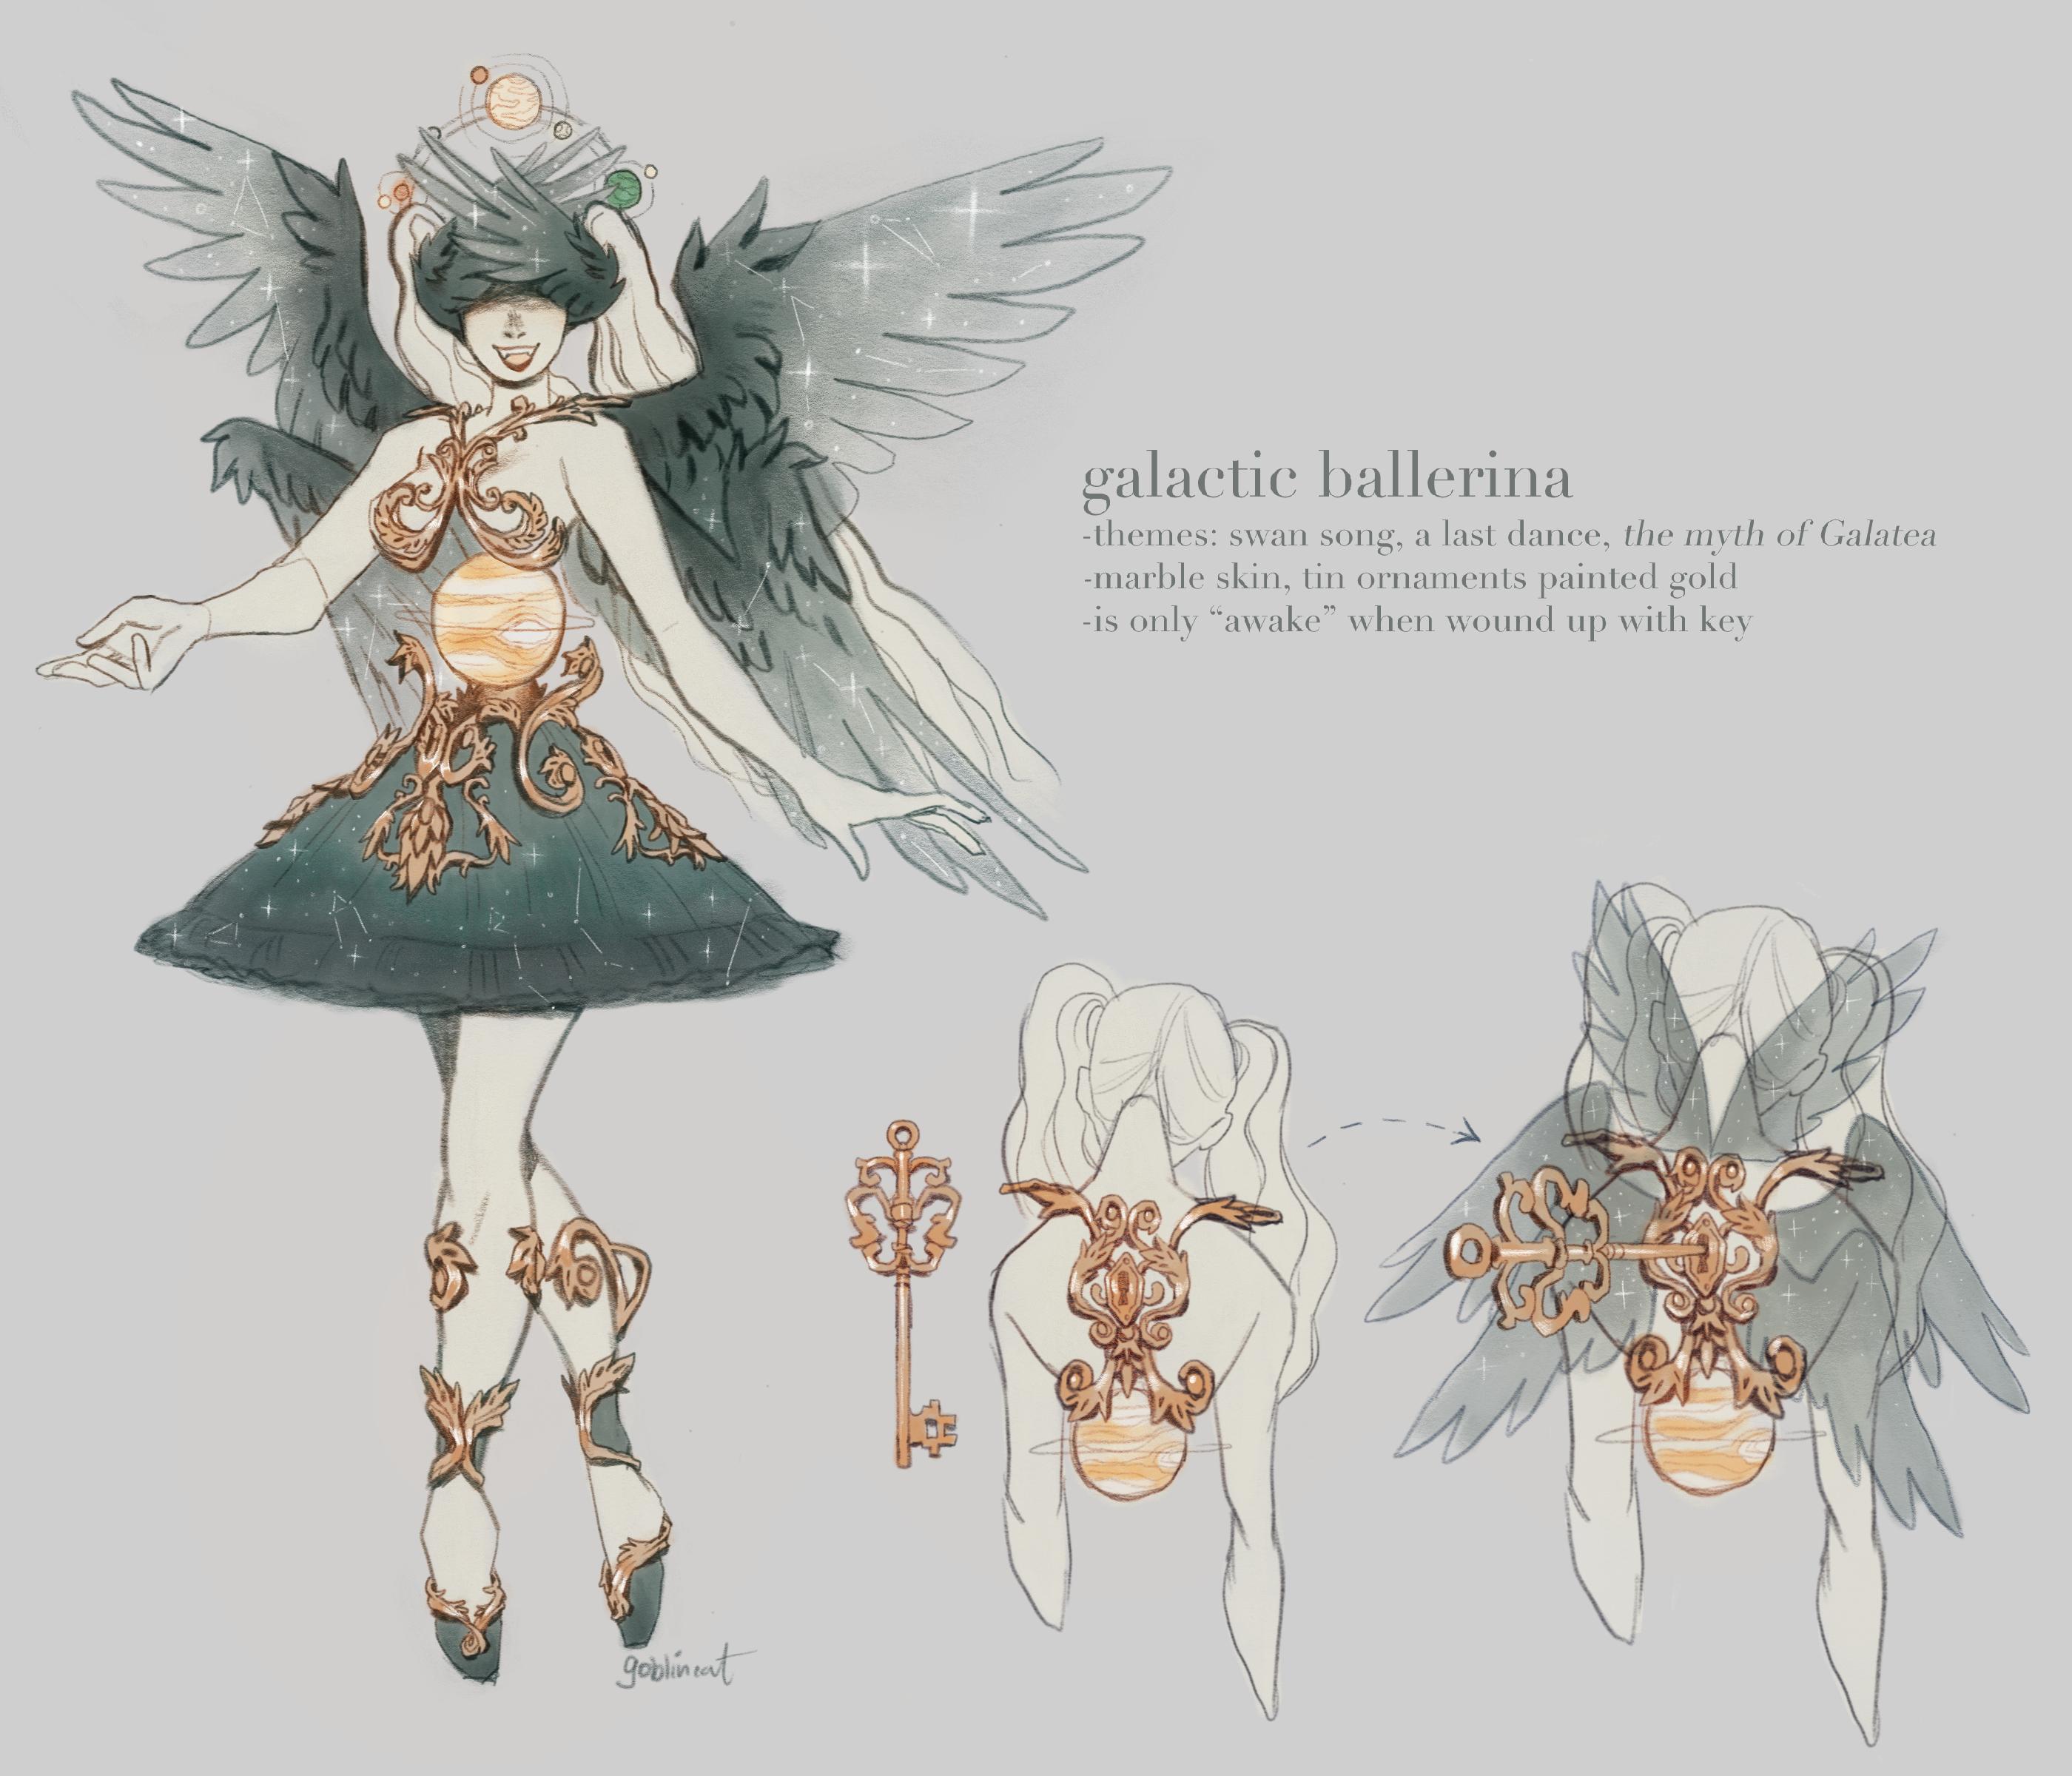 galactic ballerina
-themes: swan song, a last dance, the myth of Galatea
-marble skin, tin ornaments painted gold
-is only “awake” when wound up with key
goblincat